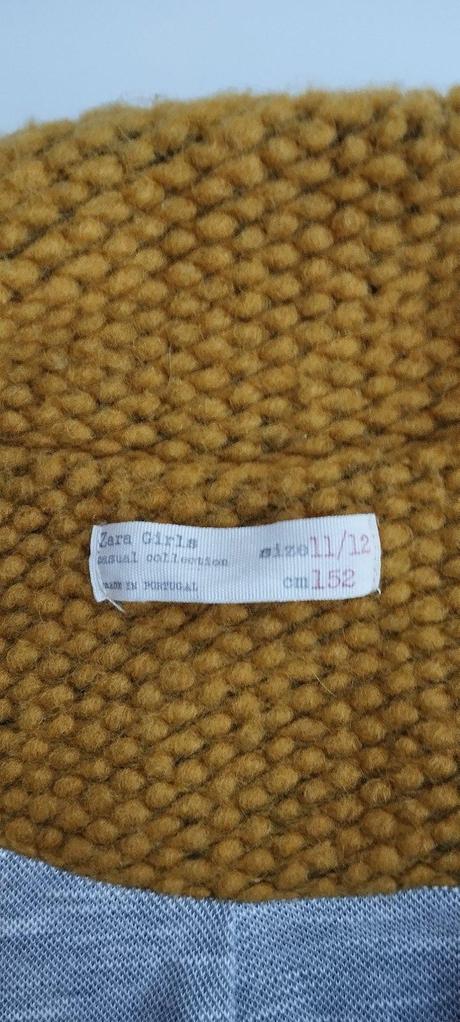 Zara Girls
casual collection
MADE IN PORTUGAL
size 11/12
cm 152